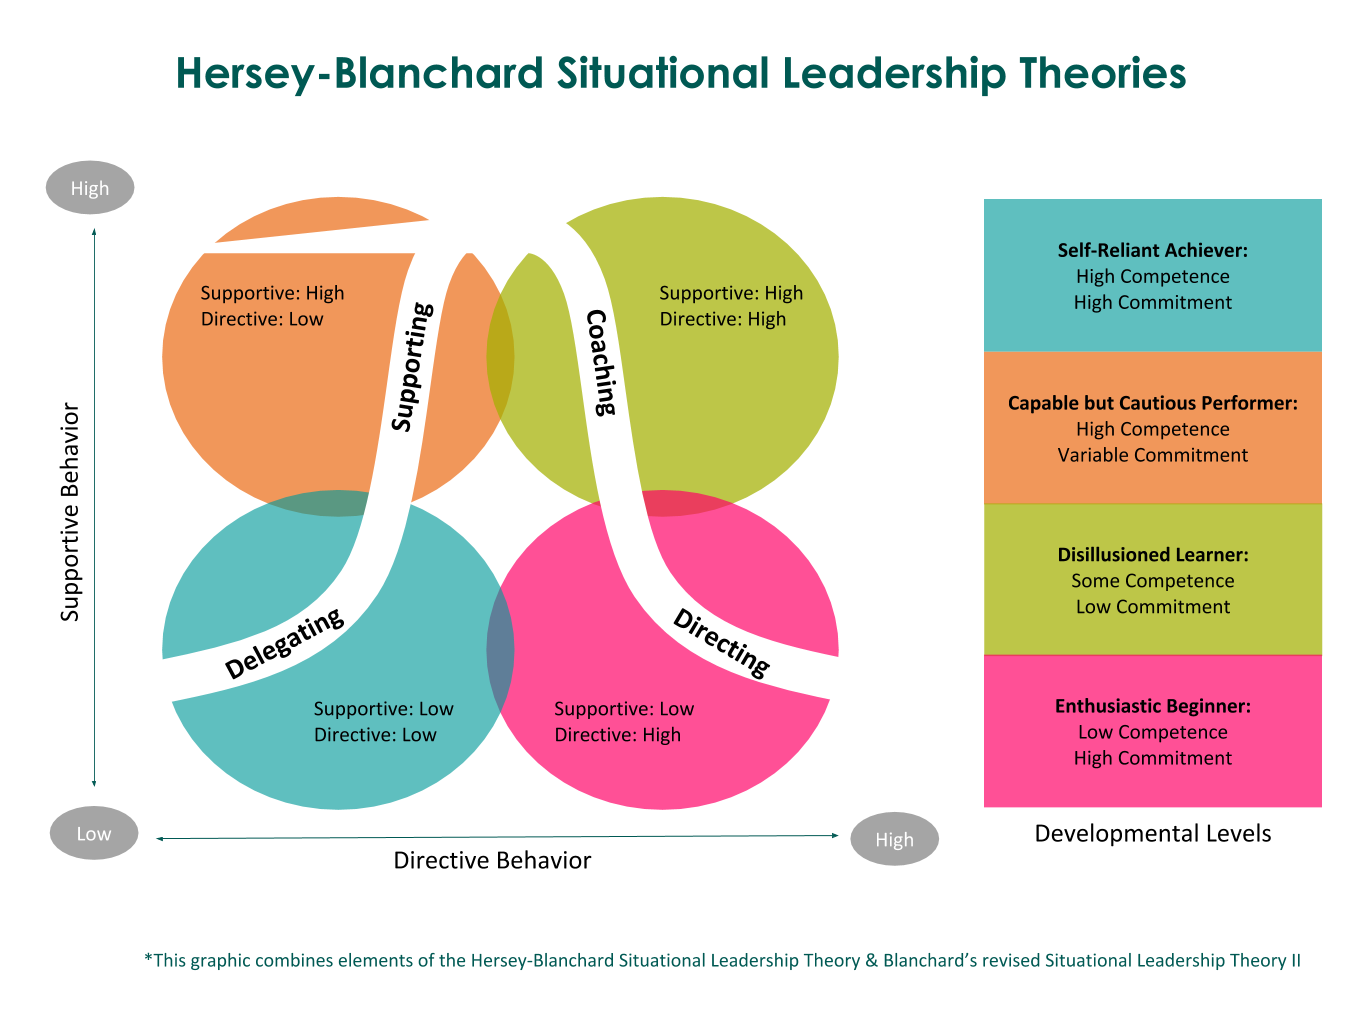 Hersey-Blanchard Situational Leadership Theories
High
Supportive Behavior
Low
Supportive: High
Directive: Low
Supporting
Supportive: High
Directive: High
Coaching
Delegating
Supportive: Low
Directive: Low
Directing
Supportive: Low
Directive: High
Directive Behavior
High
Self-Reliant Achiever:
High Competence
High Commitment
Capable but Cautious Performer:
High Competence
Variable Commitment
Disillusioned Learner:
Some Competence
Low Commitment
Enthusiastic Beginner:
Low Competence
High Commitment
Developmental Levels
*This graphic combines elements of the Hersey-Blanchard Situational Leadership Theory & Blanchard’s revised Situational Leadership Theory II